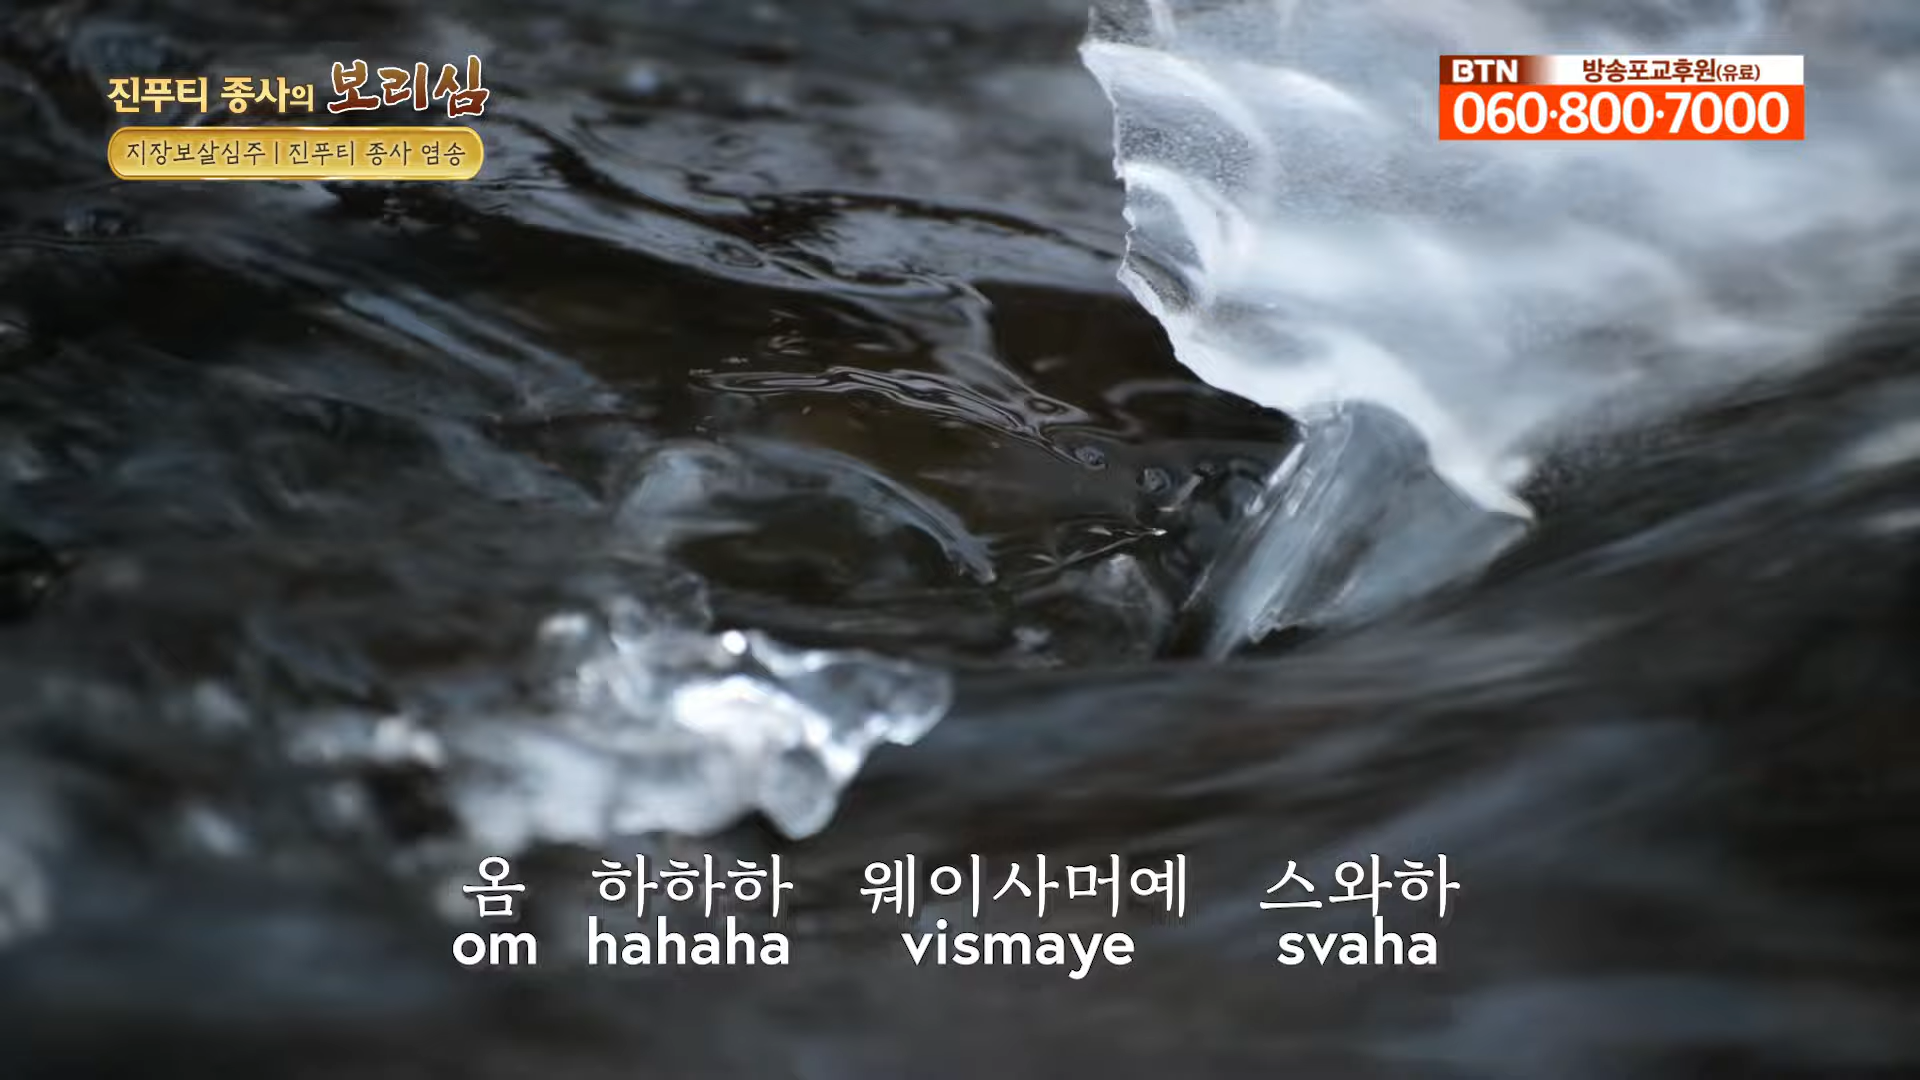 진푸티 종사의 보리심
지장보살심주 | 진푸티 종사 염송
BTN 방송포교후원(유료)
060·800·7000
옴 하하하 웨이사머예 스와하
om hahaha vismaye svaha